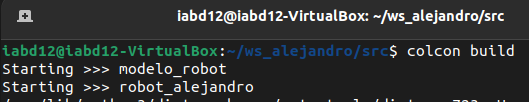 iabd12@iabd12-VirtualBox: ~/ws_alejandro/src
iabd12@iabd12-VirtualBox:~/ws_alejandro/src$ colcon build
Starting >>> modelo_robot
Starting >>> robot_alejandro